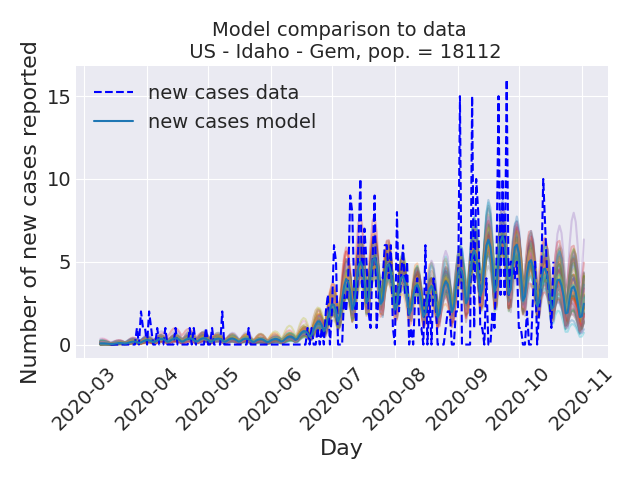 Model comparison to data
US - Idaho - Gem, pop. = 18112
Number of new cases reported
15
10
5
0
new cases data
new cases model
2020-03
2020-04
2020-05
2020-06
2020-07
2020-08
2020-09
2020-10
2020-11
Day